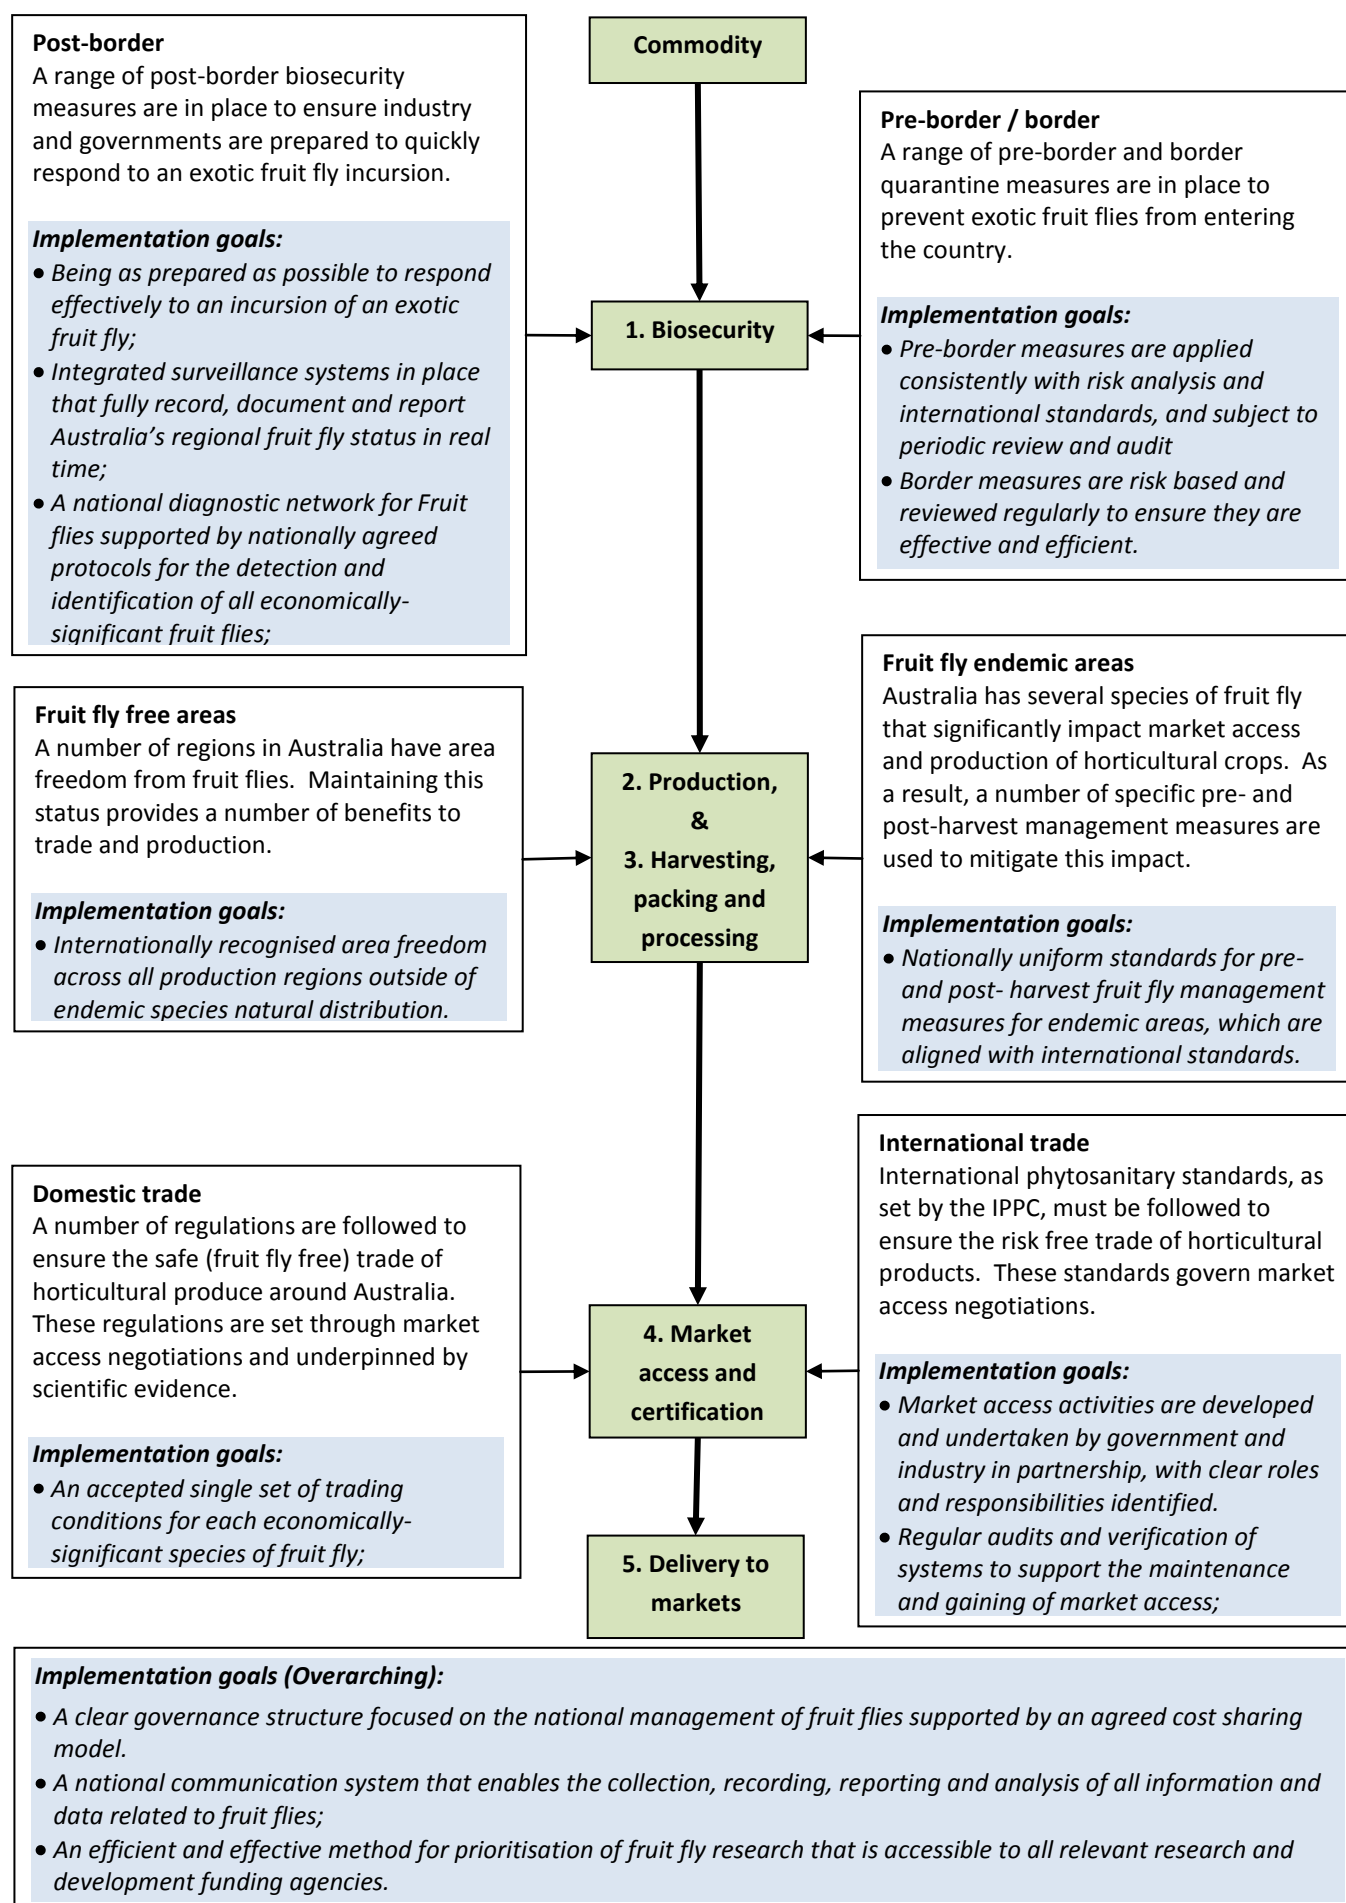 Post-border
A range of post-border biosecurity
measures are in place to ensure industry
and governments are prepared to quickly
respond to an exotic fruit fly incursion.
Implementation goals:
• Being as prepared as possible to respond
effectively to an incursion of an exotic
fruit fly;
• Integrated surveillance systems in place
that fully record, document and report
Australia’s regional fruit fly status in real
time;
• A national diagnostic network for Fruit
flies supported by nationally agreed
protocols for the detection and
identification of all economically-
significant fruit flies;
Commodity
Pre-border / border
A range of pre-border and border
quarantine measures are in place to
prevent exotic fruit flies from entering
the country.
Implementation goals:
• Pre-border measures are applied
consistently with risk analysis and
international standards, and subject to
periodic review and audit
• Border measures are risk based and
reviewed regularly to ensure they are
effective and efficient.
1. Biosecurity
Fruit fly free areas
A number of regions in Australia have area
freedom from fruit flies.  Maintaining this
status provides a number of benefits to
trade and production.
Implementation goals:
• Internationally recognised area freedom
across all production regions outside of
endemic species natural distribution.
2. Production,
&
3. Harvesting,
packing and
processing
Fruit fly endemic areas
Australia has several species of fruit fly
that significantly impact market access
and production of horticultural crops.  As
a result, a number of specific pre- and
post-harvest management measures are
used to mitigate this impact.
Implementation goals:
• Nationally uniform standards for pre-
and post- harvest fruit fly management
measures for endemic areas, which are
aligned with international standards.
Domestic trade
A number of regulations are followed to
ensure the safe (fruit fly free) trade of
horticultural produce around Australia.
These regulations are set through market
access negotiations and underpinned by
scientific evidence.
Implementation goals:
• An accepted single set of trading
conditions for each economically-
significant species of fruit fly;
4. Market
access and
certification
International trade
International phytosanitary standards, as
set by the IPPC, must be followed to
ensure the risk free trade of horticultural
products.  These standards govern market
access negotiations.
Implementation goals:
• Market access activities are developed
and undertaken by government and
industry in partnership, with clear roles
and responsibilities identified.
• Regular audits and verification of
systems to support the maintenance
and gaining of market access;
5. Delivery to
markets
Implementation goals (Overarching):
• A clear governance structure focused on the national management of fruit flies supported by an agreed cost sharing
model.
• A national communication system that enables the collection, recording, reporting and analysis of all information and
data related to fruit flies;
• An efficient and effective method for prioritisation of fruit fly research that is accessible to all relevant research and
development funding agencies.